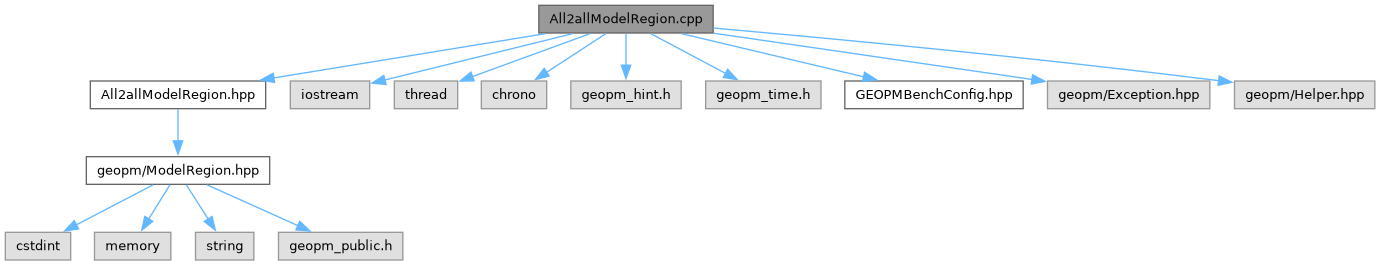 All2allModelRegion.cpp
All2allModelRegion.hpp
iostream
thread
chrono
geopm_hint.h
geopm_time.h
GEOPMBenchConfig.hpp
geopm/Exception.hpp
geopm/Helper.hpp
geopm/ModelRegion.hpp
cstdint
memory
string
geopm_public.h